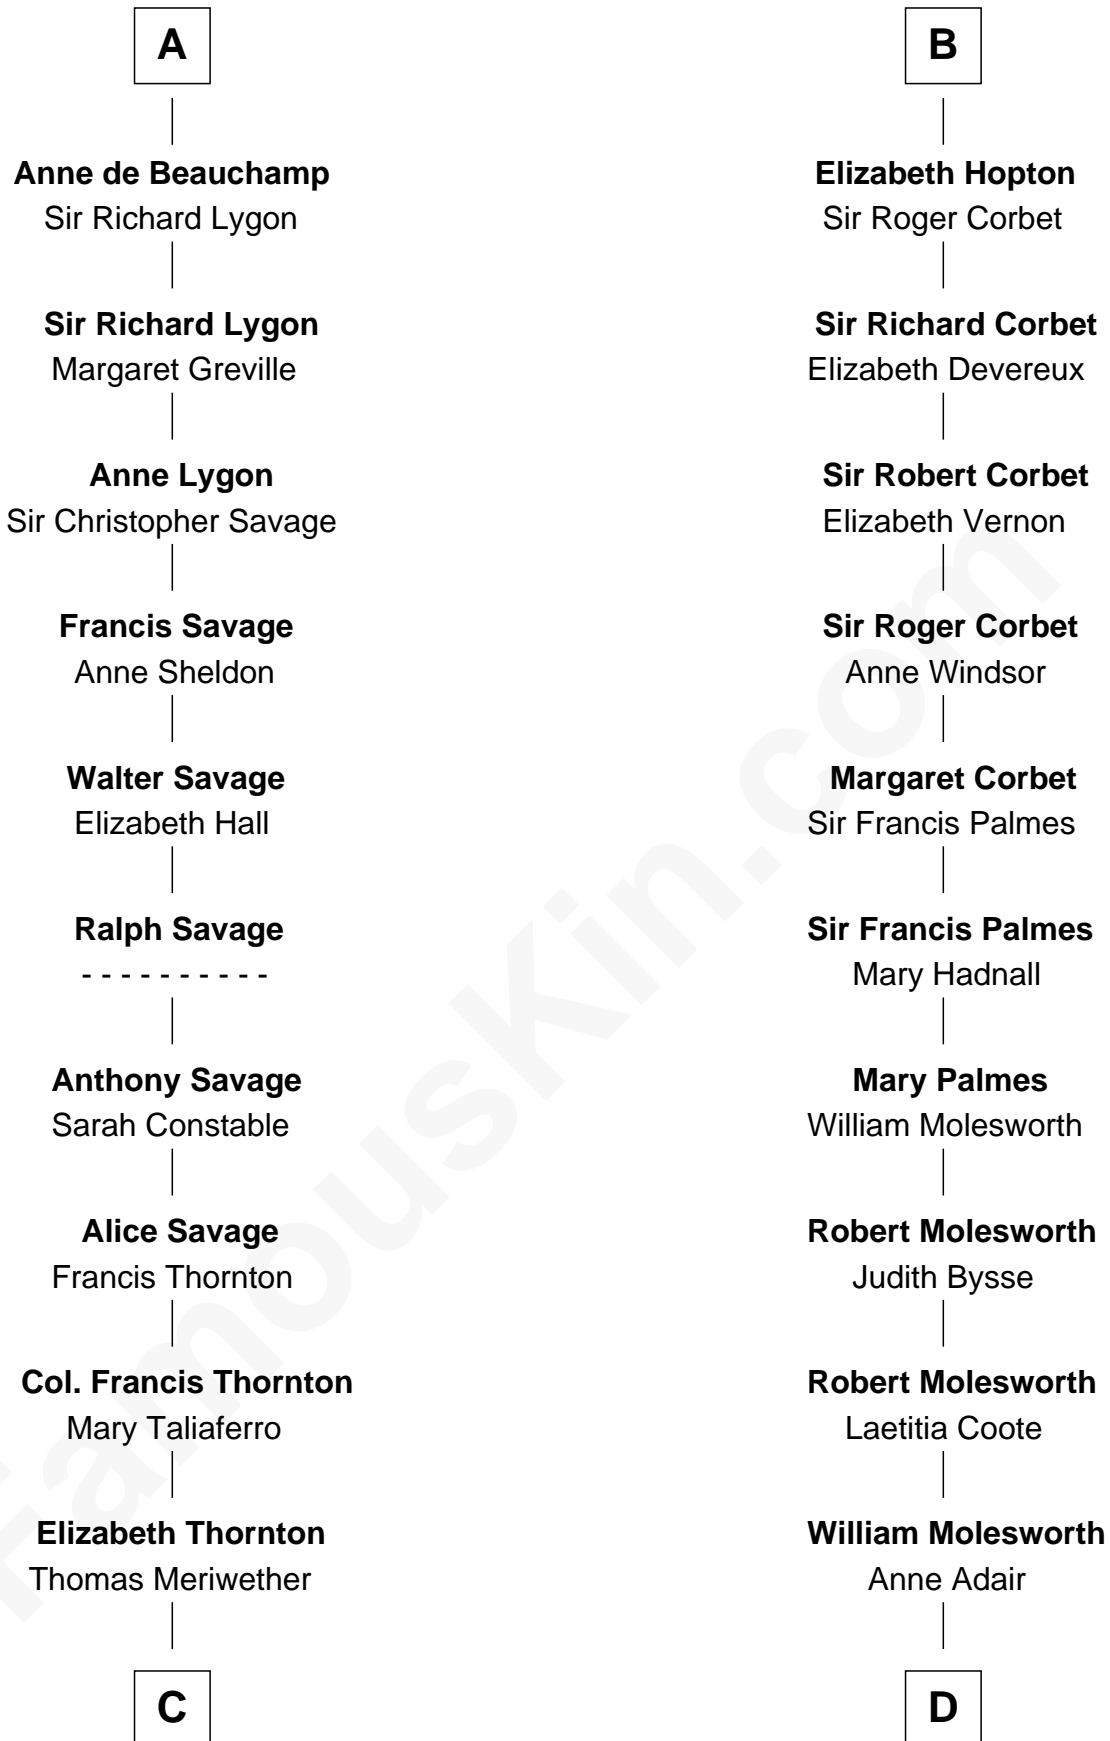 A
Anne de Beauchamp
Sir Richard Lygon
Sir Richard Lygon
Margaret Greville
Anne Lygon
Sir Christopher Savage
Francis Savage
Anne Sheldon
Walter Savage
Elizabeth Hall
Ralph Savage
- - - - - - - - - -
Anthony Savage
Sarah Constable
Alice Savage
Francis Thornton
Col. Francis Thornton
Mary Taliaferro
Elizabeth Thornton
Thomas Meriwether
C
B
Elizabeth Hopton
Sir Roger Corbet
Sir Richard Corbet
Elizabeth Devereux
Sir Robert Corbet
Elizabeth Vernon
Sir Roger Corbet
Anne Windsor
Margaret Corbet
Sir Francis Palmes
Sir Francis Palmes
Mary Hadnall
Mary Palmes
William Molesworth
Robert Molesworth
Judith Bysse
Robert Molesworth
Laetitia Coote
William Molesworth
Anne Adair
D
FamousKin.com